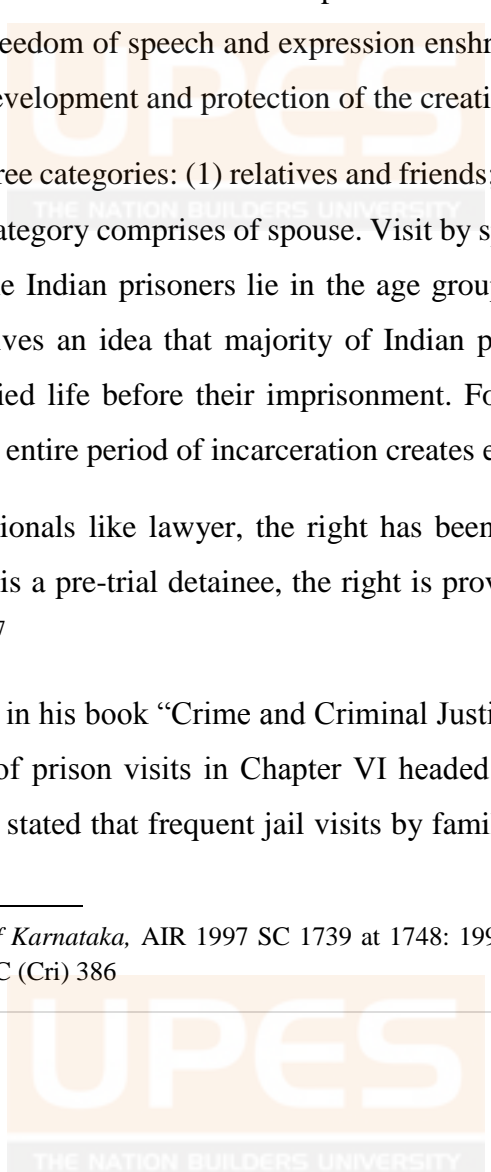 UPES
THE NATION BUILDERS UNIVERSITY
eedom of speech and expression enshr
evelopment and protection of the creati
ree categories: (1) relatives and friends;
ategory comprises of spouse. Visit by s
e Indian prisoners lie in the age group
ives an idea that majority of Indian p
ied life before their imprisonment. Fo
entire period of incarceration creates e
ionals like lawyer, the right has been
is a pre-trial detainee, the right is prov
7
in his book “Crime and Criminal Justi
of prison visits in Chapter VI headed
stated that frequent jail visits by fami
f Karnataka, AIR 1997 SC 1739 at 1748: 199
C (Cri) 386
UPES
THE NATION BUILDERS UNIVERSITY